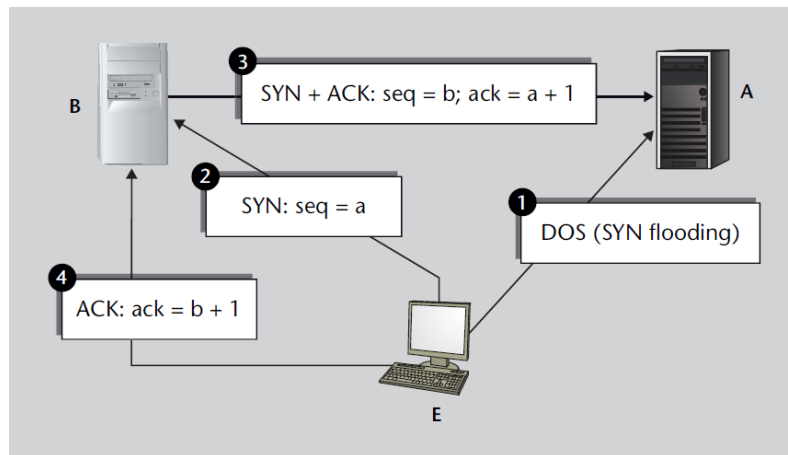 3
SYN + ACK: seq = b; ack = a + 1
B
A
2
SYN: seq = a
1
DOS (SYN flooding)
4
ACK: ack = b + 1
E